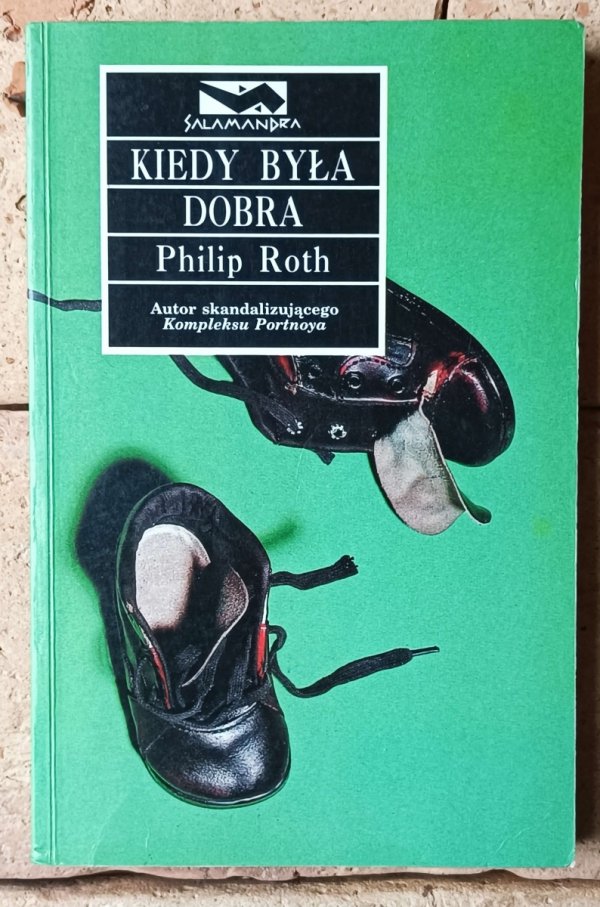 SALAMANDRA
KIEDY BYŁA
DOBRA
Philip Roth
Autor skandalizującego
Kompleksu Portnoya